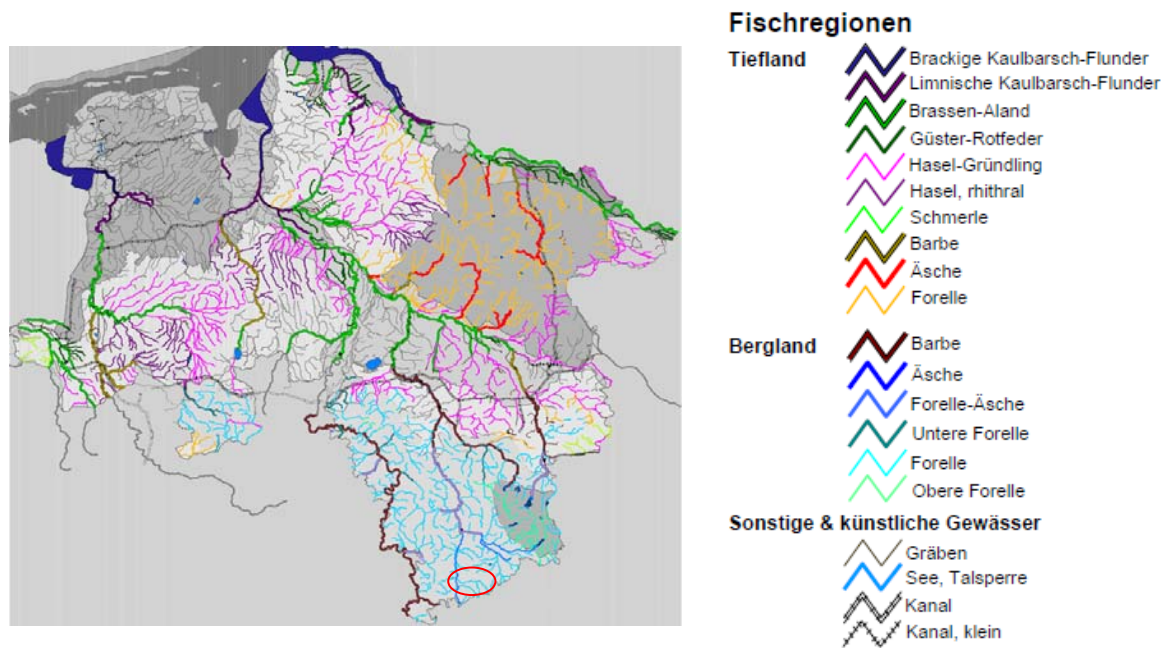 Fischregionen
Tiefland
Brackige Kaulbarsch-Flunder
Limnische Kaulbarsch-Flunder
Brassen-Aland
Güster-Rotfeder
Hasel-Gründling
Hasel, rhithral
Schmerle
Barbe
Äsche
Forelle
Bergland
Barbe
Äsche
Forelle-Äsche
Untere Forelle
Forelle
Obere Forelle
Sonstige & künstliche Gewässer
Gräben
See, Talsperre
Kanal
Kanal, klein